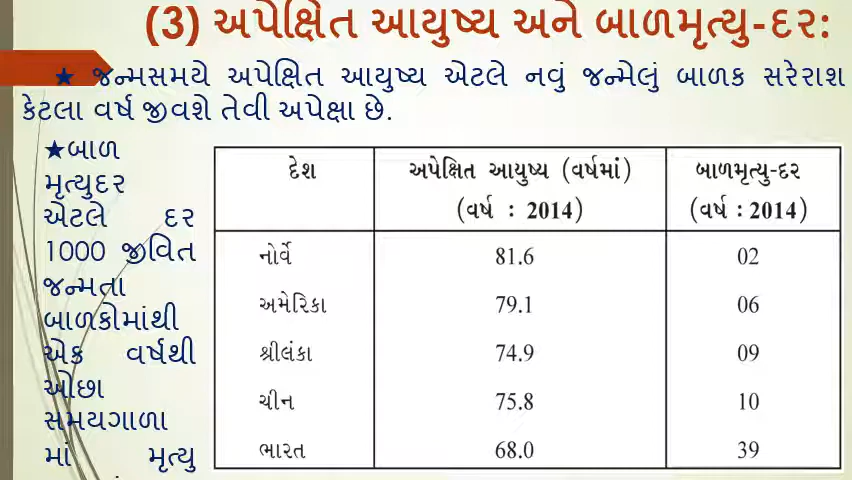 (3) અપેક્ષિત આયુષ્ય અને બાળમૃત્યુ-દર:
★ જન્મસમયે અપેક્ષિત આયુષ્ય એટલે નવું જન્મેલું બાળક સરેરાશ
કેટલા વર્ષ જીવશે તેવી અપેક્ષા છે.
★બાળ
મૃત્યુદર
એટલે દર
1000 જીવિત
જન્મતા
બાળકોમાંથી
એક વર્ષથી
ઓછા
સમયગાળા
માં મૃત્યુ
દેશ અપેક્ષિત આયુષ્ય (વર્ષમાં) બાળમૃત્યુ-દર
(વર્ષ : 2014) (વર્ષ : 2014)
નોર્વે 81.6 02
અમેરિકા 79.1 06
શ્રીલંકા 74.9 09
ચીન 75.8 10
ભારત 68.0 39